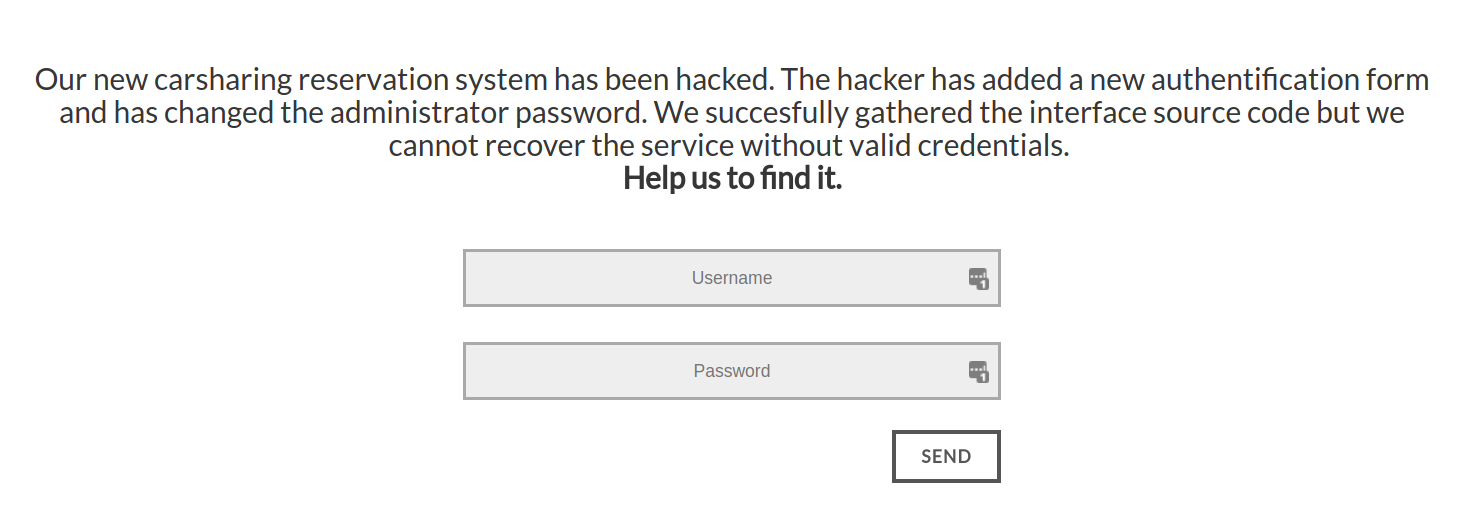 Our new carsharing reservation system has been hacked. The hacker has added a new authentification form
and has changed the administrator password. We succesfully gathered the interface source code but we
cannot recover the service without valid credentials.
Help us to find it.
Username
Password
SEND